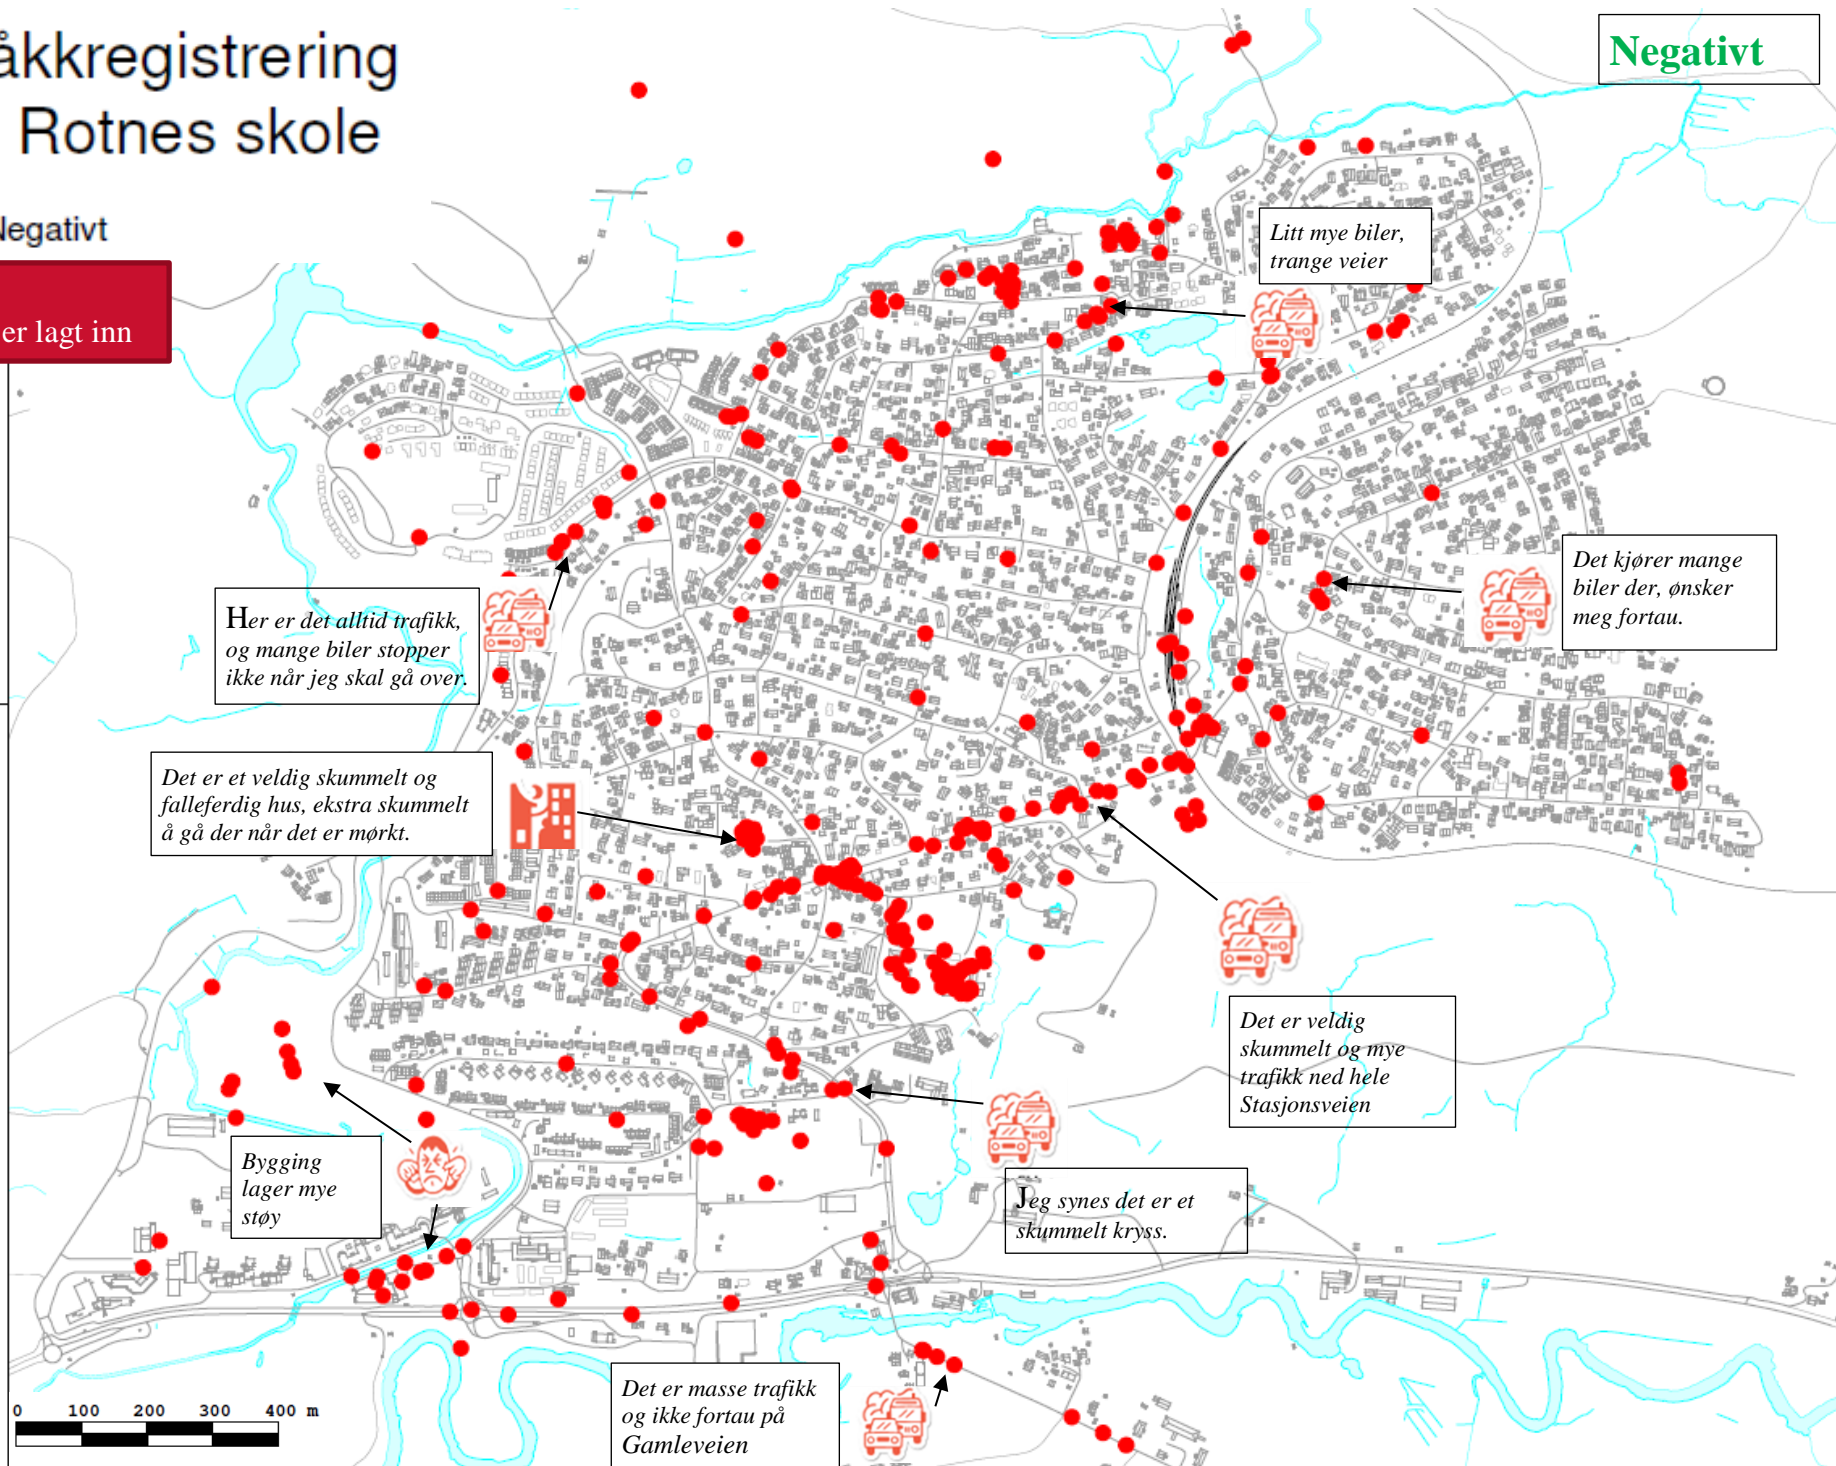 åkkregistrering
Rotnes skole
Negativt
er lagt inn
Negativt
Litt mye biler,
trange veier
Det kjører mange
biler der, ønsker
meg fortau.
Her er det alltid trafikk,
og mange biler stopper
ikke når jeg skal gå over.
Det er et veldig skummelt og
falleferdig hus, ekstra skummelt
å gå der når det er mørkt.
Det er veldig
skummelt og mye
trafikk ned hele
Stasjonsveien
Bygging
lager mye
støy
Jeg synes det er et
skummelt kryss.
Det er masse trafikk
og ikke fortau på
Gamleveien
0 100 200 300 400 m